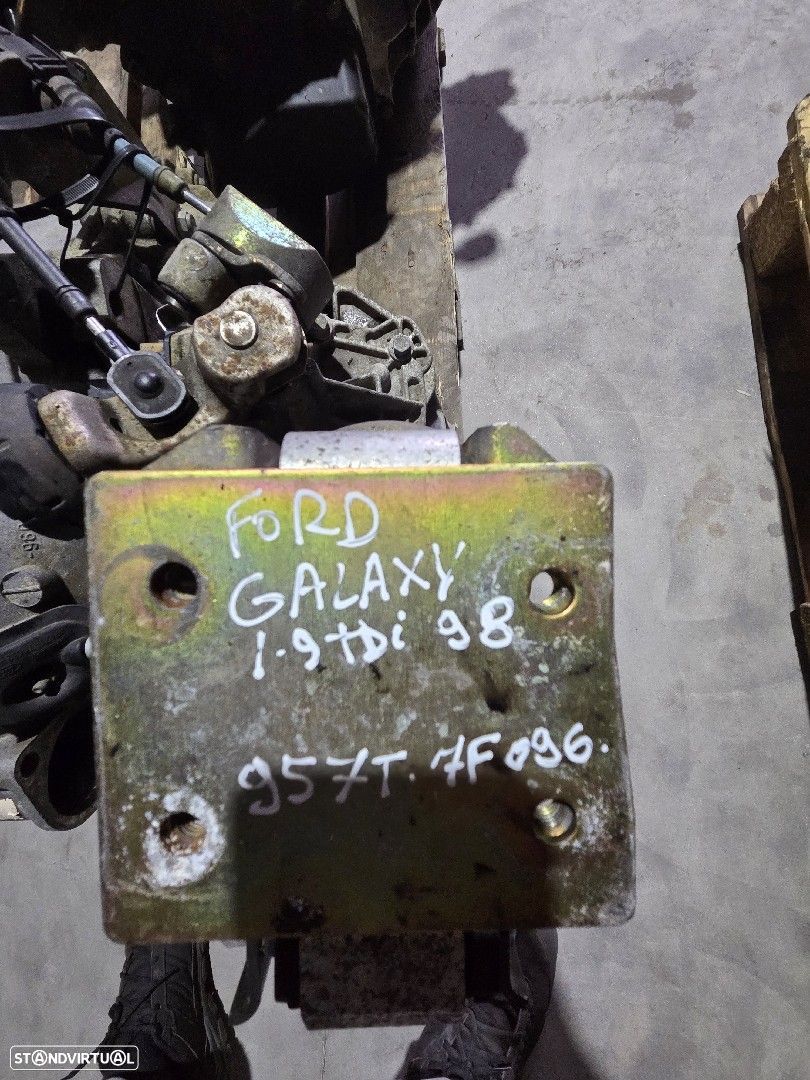 FORD
GALAXY
1.9 TDi 98
957T.7F096.
STANDVIRTUAL